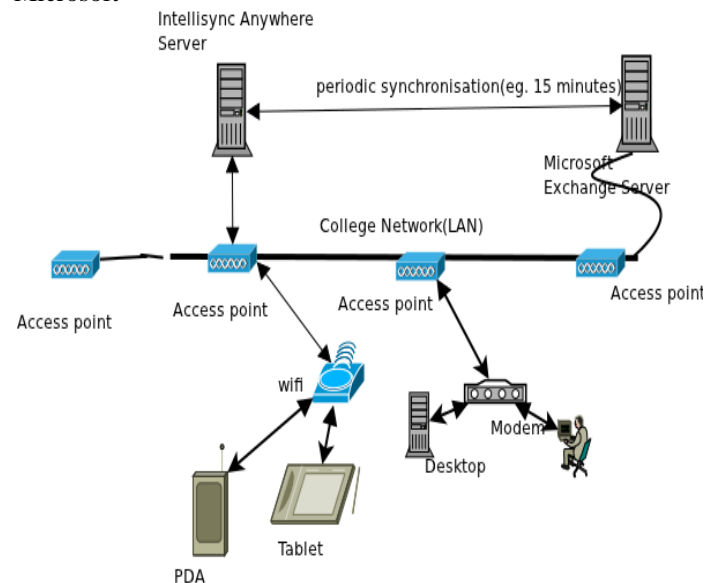 Microsoft
Intellisync Anywhere
Server
periodic synchronisation(eg. 15 minutes)
Microsoft
Exchange Server
College Network(LAN)
Access point
Access point
Access point
Access point
wifi
Modem
Desktop
Tablet
PDA